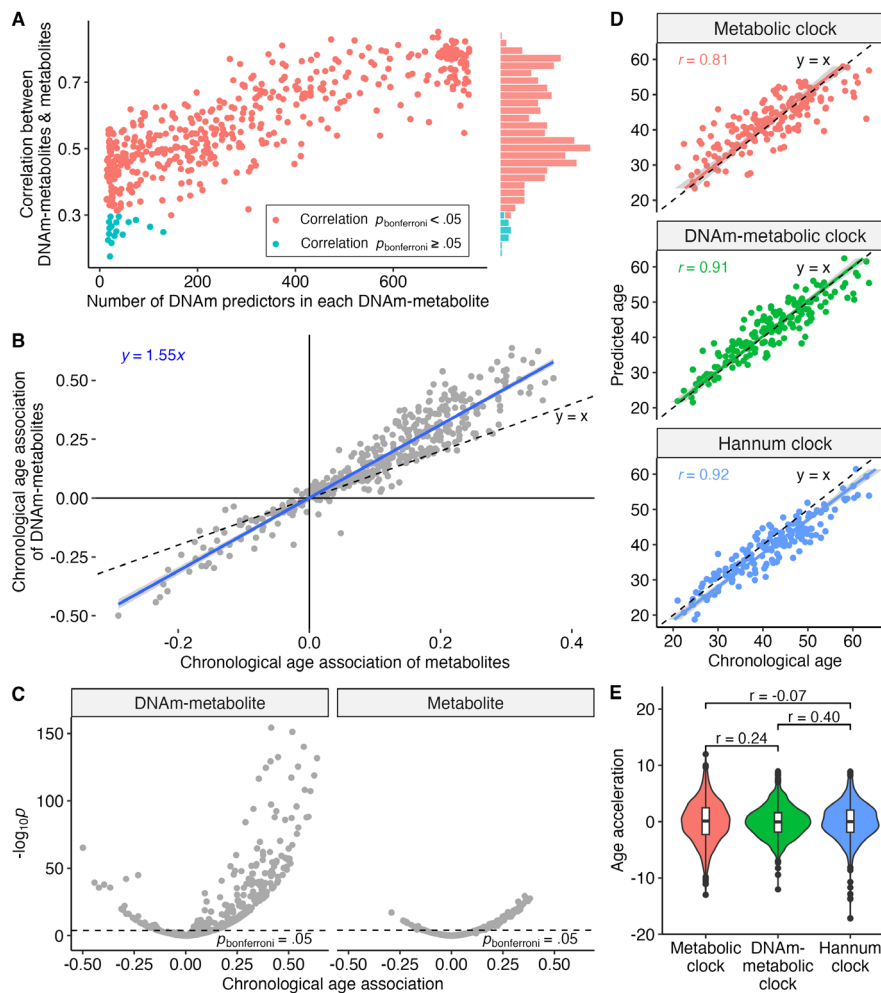 A
Correlation between
DNAm-metabolites & metabolites
0.7
0.5
0.3
Correlation p bonferroni < .05
Correlation p bonferroni ≥ .05
0 200 400 600
Number of DNAm predictors in each DNAm-metabolite
B
y = 1.55x
Chronological age association
of DNAm-metabolites
0.50
0.25
0.00
-0.25
-0.50
y = x
-0.2 0.0 0.2 0.4
Chronological age association of metabolites
C
DNAm-metabolite Metabolite
-log10p
150
100
50
0
p bonferroni = .05
p bonferroni = .05
-0.50 -0.25 0.00 0.25 0.50 -0.50 -0.25 0.00 0.25 0.50
Chronological age association
D
Metabolic clock
r = 0.81
y = x
60
50
40
30
20
DNAm-metabolic clock
r = 0.91
y = x
60
50
40
30
20
Predicted age
Hannum clock
r = 0.92
y = x
60
50
40
30
20
20 30 40 50 60
Chronological age
E
r = -0.07
r = 0.40
r = 0.24
Age acceleration
20
10
0
-10
-20
Metabolic
clock
DNAm-
metabolic
clock
Hannum
clock